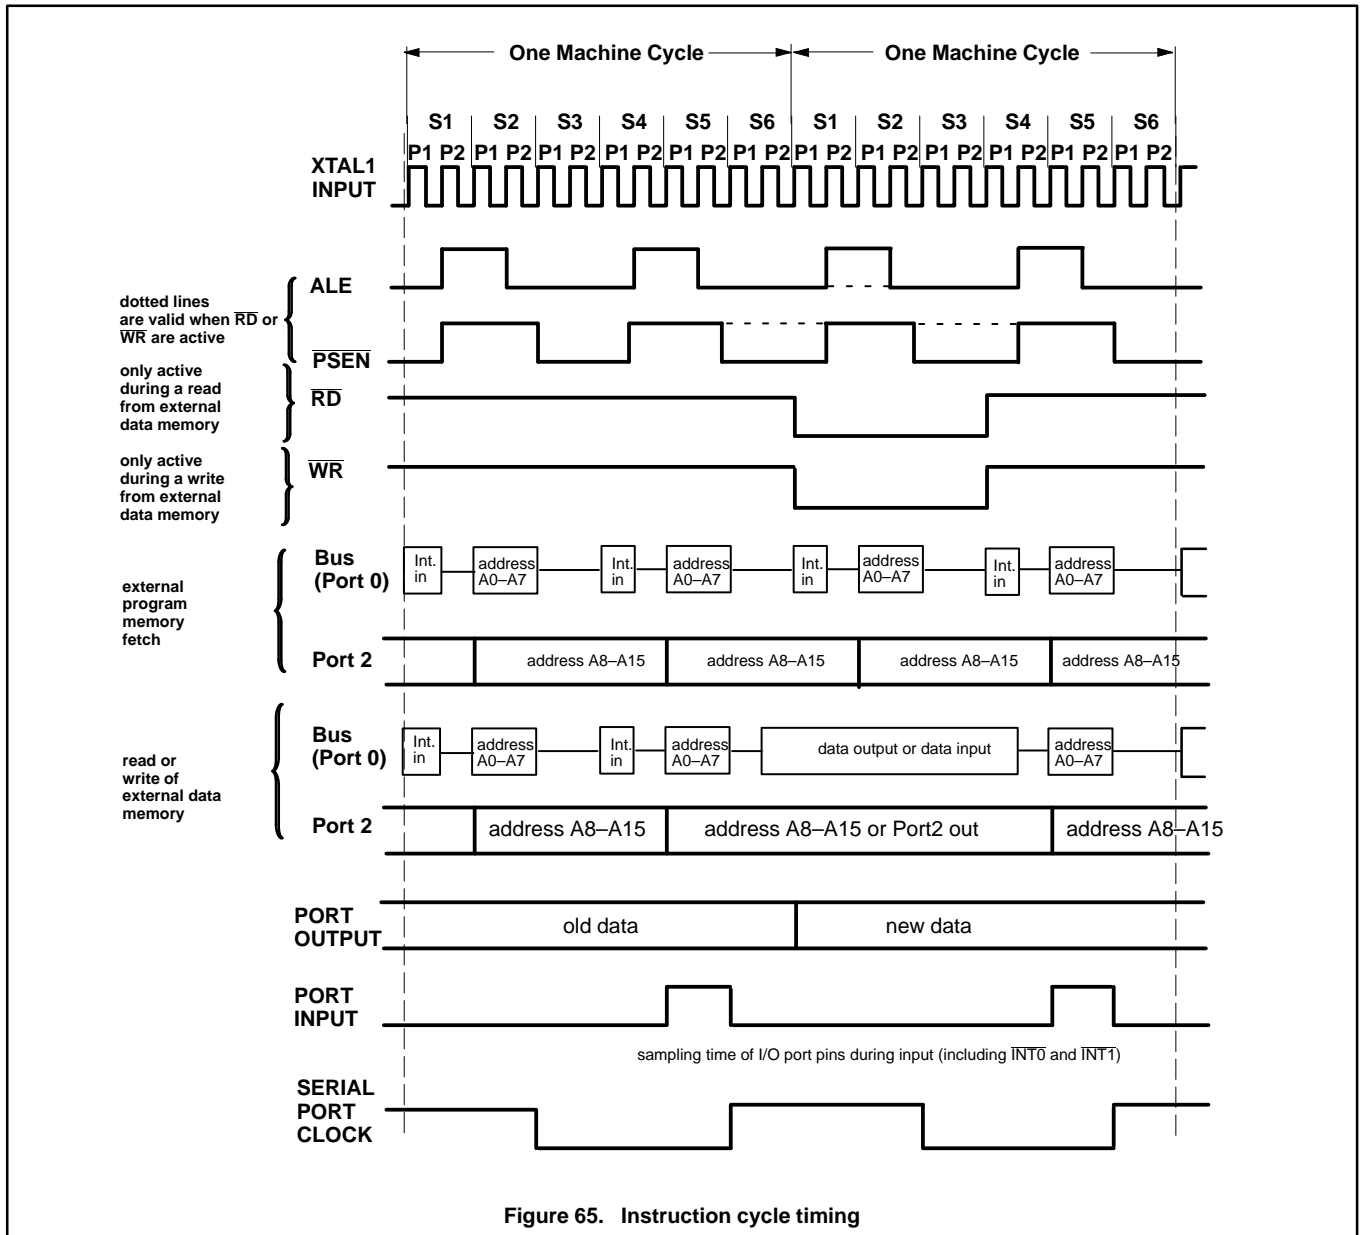 One Machine Cycle One Machine Cycle
S1 S2 S3 S4 S5 S6 S1 S2 S3 S4 S5 S6
P1 P2 P1 P2 P1 P2 P1 P2 P1 P2 P1 P2 P1 P2 P1 P2 P1 P2 P1 P2 P1 P2 P1 P2
XTAL1
INPUT
ALE
dotted lines
are valid when RD or
WR are active
PSEN
only active
during a read
from external
data memory
RD
only active
during a write
from external
data memory
WR
external
program
memory
fetch
Bus
(Port 0)
Int.
in
address
A0–A7
Int.
in
address
A0–A7
Int.
in
address
A0–A7
Int.
in
address
A0–A7
Port 2
address A8–A15 address A8–A15 address A8–A15 address A8–A15
read or
write of
external data
memory
Bus
(Port 0)
Int.
in
address
A0–A7
Int.
in
address
A0–A7
data output or data input
address
A0–A7
Port 2
address A8–A15 address A8–A15 or Port2 out address A8–A15
PORT
OUTPUT
old data new data
PORT
INPUT
sampling time of I/O port pins during input (including INT0 and INT1)
SERIAL
PORT
CLOCK
Figure 65. Instruction cycle timing